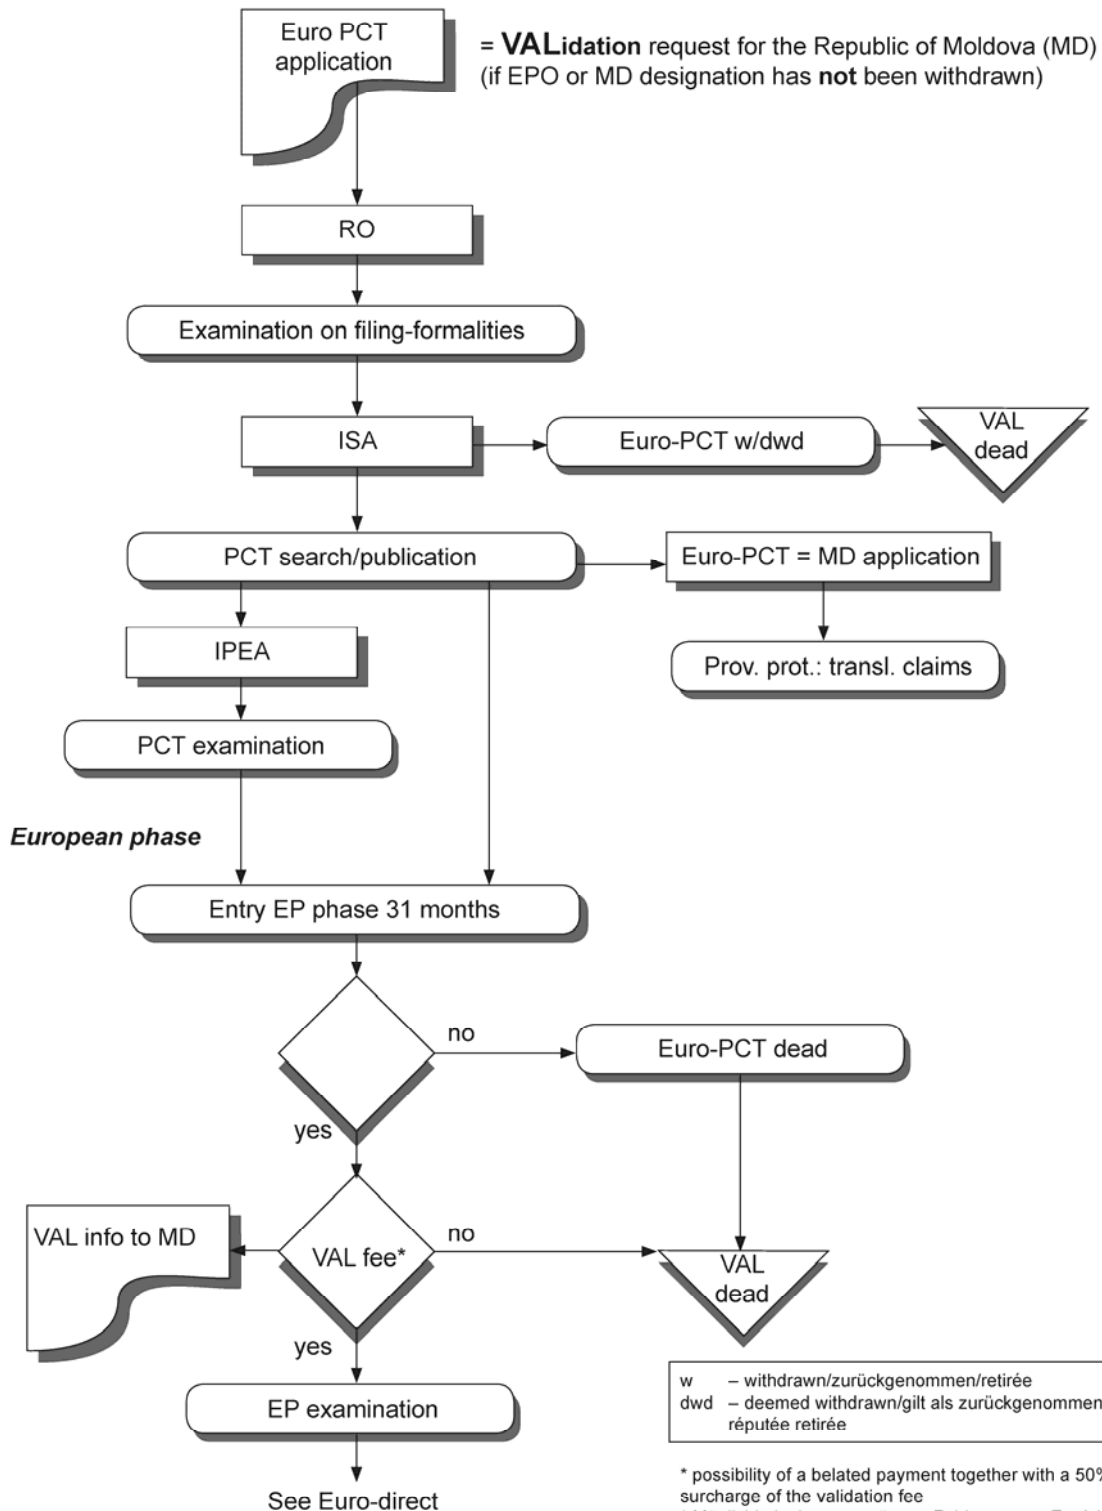 Euro PCT
application
= VALidation request for the Republic of Moldova (MD)
(if EPO or MD designation has not been withdrawn)
RO
Examination on filing-formalities
ISA
Euro-PCT w/dwd
VAL
dead
PCT search/publication
Euro-PCT = MD application
IPEA
Prov. prot.: transl. claims
PCT examination
European phase
Entry EP phase 31 months
no
Euro-PCT dead
yes
VAL info to MD
VAL fee*
no
VAL
dead
yes
EP examination
See Euro-direct
w – withdrawn/zurückgenommen/retirée
dwd – deemed withdrawn/gilt als zurückgenommen
réputée retirée
* possibility of a belated payment together with a 50%
surcharge of the validation fee